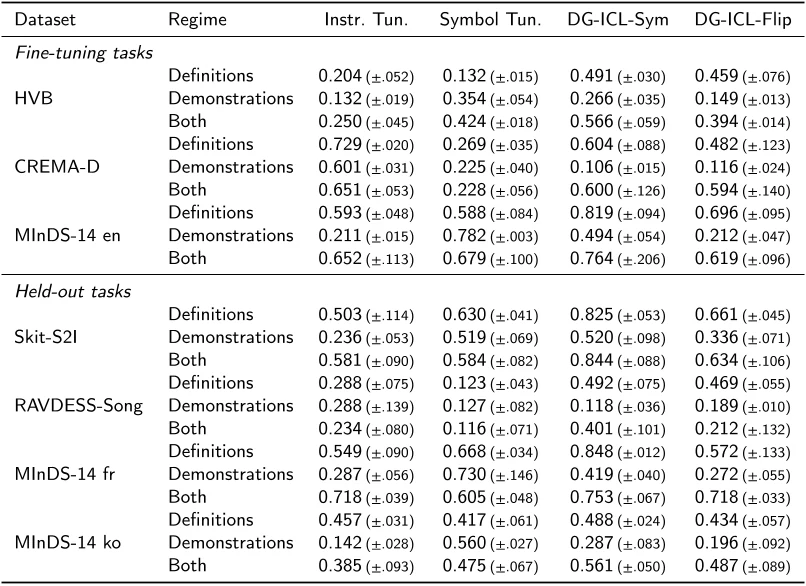 Dataset Regime Instr. Tun. Symbol Tun. DG-ICL-Sym DG-ICL-Flip
Fine-tuning tasks
Definitions 0.204 (±.052) 0.132 (±.015) 0.491 (±.030) 0.459 (±.076)
HVB Demonstrations 0.132 (±.019) 0.354 (±.054) 0.266 (±.035) 0.149 (±.013)
Both 0.250 (±.045) 0.424 (±.018) 0.566 (±.059) 0.394 (±.014)
Definitions 0.729 (±.020) 0.269 (±.035) 0.604 (±.088) 0.482 (±.123)
CREMA-D Demonstrations 0.601 (±.031) 0.225 (±.040) 0.106 (±.015) 0.116 (±.024)
Both 0.651 (±.053) 0.228 (±.056) 0.600 (±.126) 0.594 (±.140)
Definitions 0.593 (±.048) 0.588 (±.084) 0.819 (±.094) 0.696 (±.095)
MInDS-14 en Demonstrations 0.211 (±.015) 0.782 (±.003) 0.494 (±.054) 0.212 (±.047)
Both 0.652 (±.113) 0.679 (±.100) 0.764 (±.206) 0.619 (±.096)
Held-out tasks
Definitions 0.503 (±.114) 0.630 (±.041) 0.825 (±.053) 0.661 (±.045)
Skit-S2I Demonstrations 0.236 (±.053) 0.519 (±.069) 0.520 (±.098) 0.336 (±.071)
Both 0.581 (±.090) 0.584 (±.082) 0.844 (±.088) 0.634 (±.106)
Definitions 0.288 (±.075) 0.123 (±.043) 0.492 (±.075) 0.469 (±.055)
RAVDESS-Song Demonstrations 0.288 (±.139) 0.127 (±.082) 0.118 (±.036) 0.189 (±.010)
Both 0.234 (±.080) 0.116 (±.071) 0.401 (±.101) 0.212 (±.132)
Definitions 0.549 (±.090) 0.668 (±.034) 0.848 (±.012) 0.572 (±.133)
MInDS-14 fr Demonstrations 0.287 (±.056) 0.730 (±.146) 0.419 (±.040) 0.272 (±.055)
Both 0.718 (±.039) 0.605 (±.048) 0.753 (±.067) 0.718 (±.033)
Definitions 0.457 (±.031) 0.417 (±.061) 0.488 (±.024) 0.434 (±.057)
MInDS-14 ko Demonstrations 0.142 (±.028) 0.560 (±.027) 0.287 (±.083) 0.196 (±.092)
Both 0.385 (±.093) 0.475 (±.067) 0.561 (±.050) 0.487 (±.089)